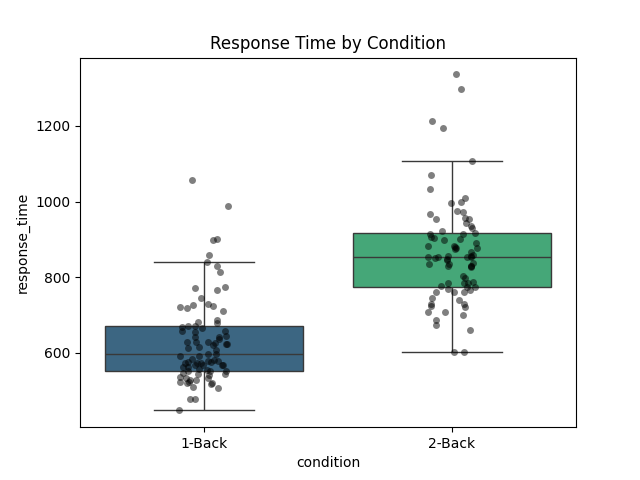 Response Time by Condition
response_time
1200
1000
800
600
1-Back
2-Back
condition